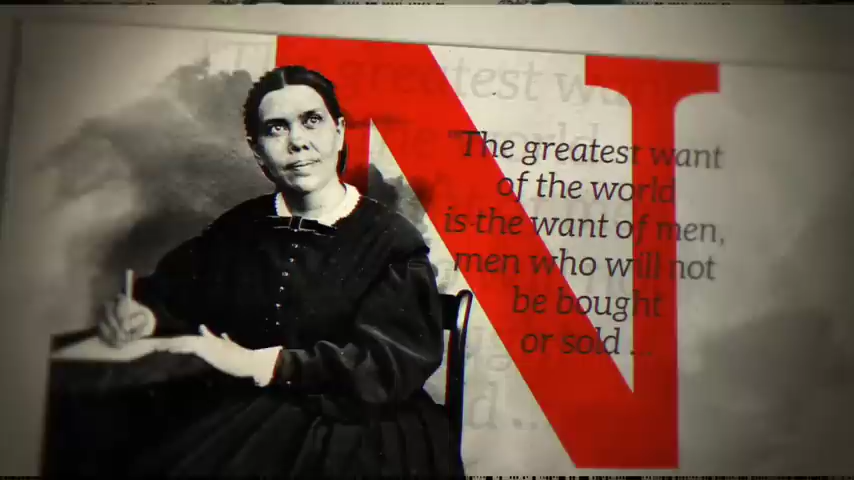 N
The greatest want
of the world
is the want of men,
men who will not
be bought
or sold ...